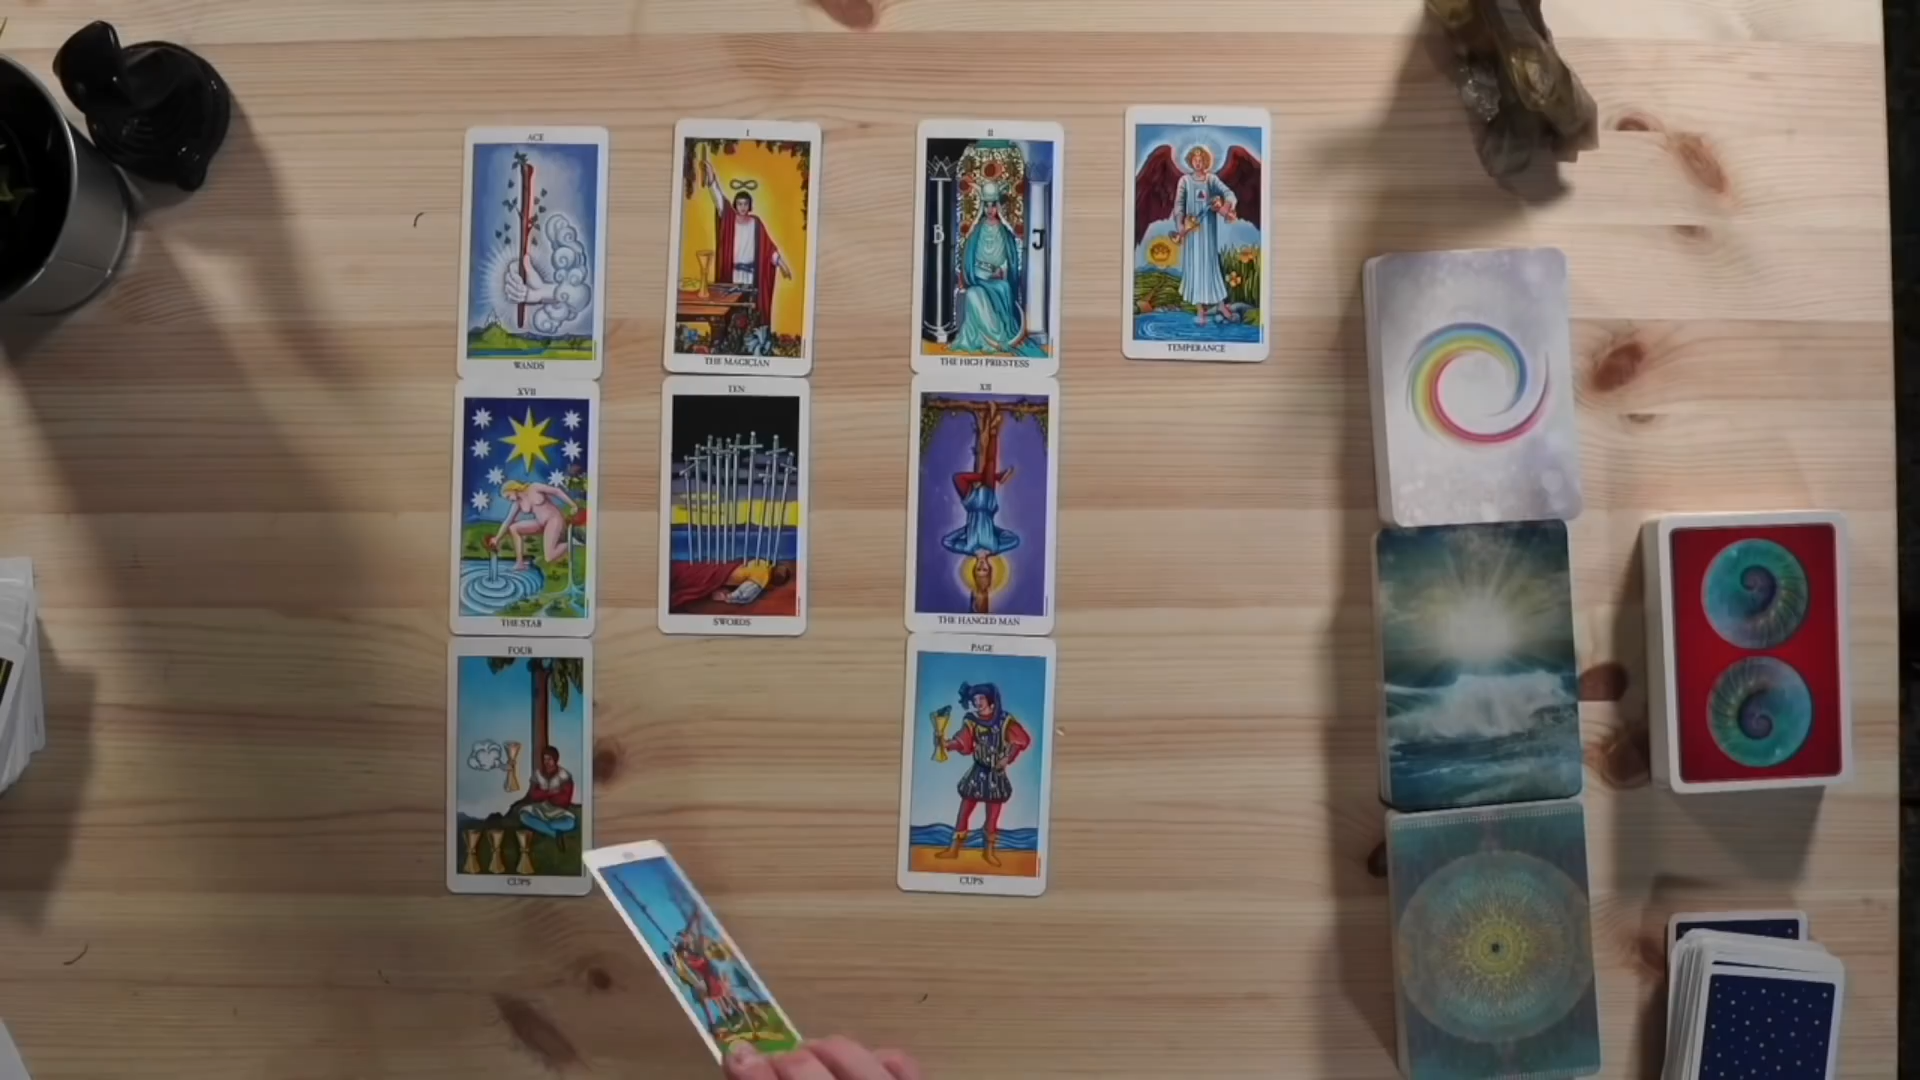 ACE
WANDS
I
THE MAGICIAN
II
B
J
THE HIGH PRIESTESS
XIV
TEMPERANCE
XVII
THE STAR
TEN
SWORDS
XII
THE HANGED MAN
FOUR
CUPS
PAGE
CUPS